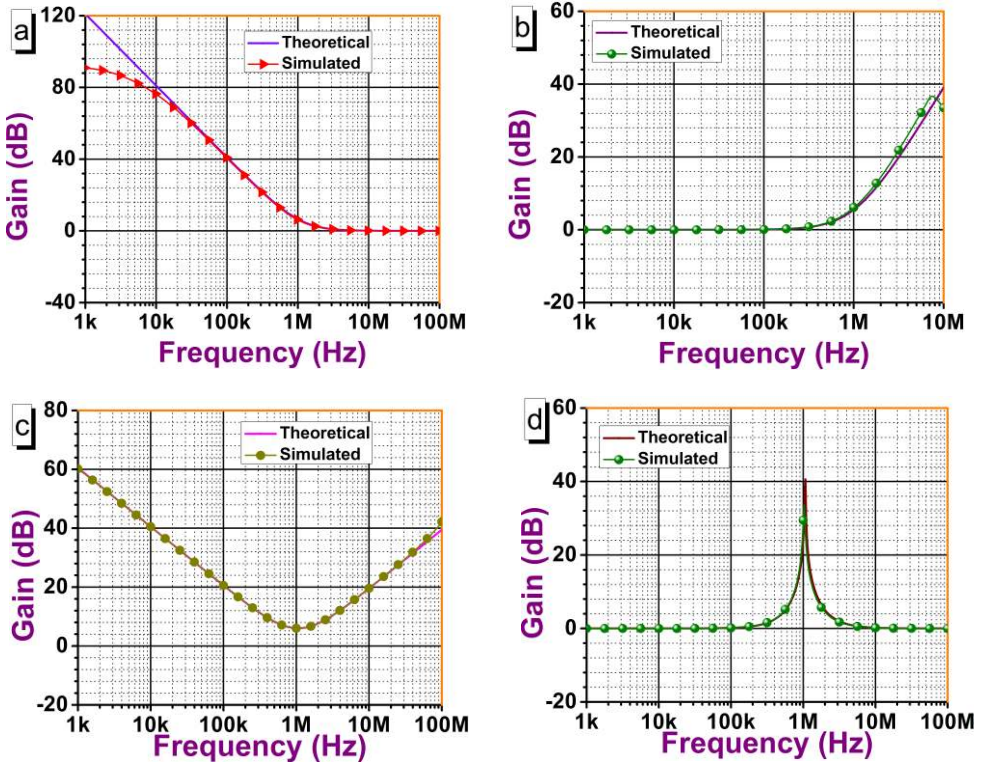 a
120
80
40
0
-40
Gain (dB)
Theoretical
Simulated
1k 10k 100k 1M 10M 100M
Frequency (Hz)
b
60
40
20
0
-20
Gain (dB)
Theoretical
Simulated
1k 10k 100k 1M 10M
Frequency (Hz)
c
80
60
40
20
0
-20
Gain (dB)
Theoretical
Simulated
1k 10k 100k 1M 10M 100M
Frequency (Hz)
d
60
40
20
0
-20
Gain (dB)
Theoretical
Simulated
1k 10k 100k 1M 10M 100M
Frequency (Hz)